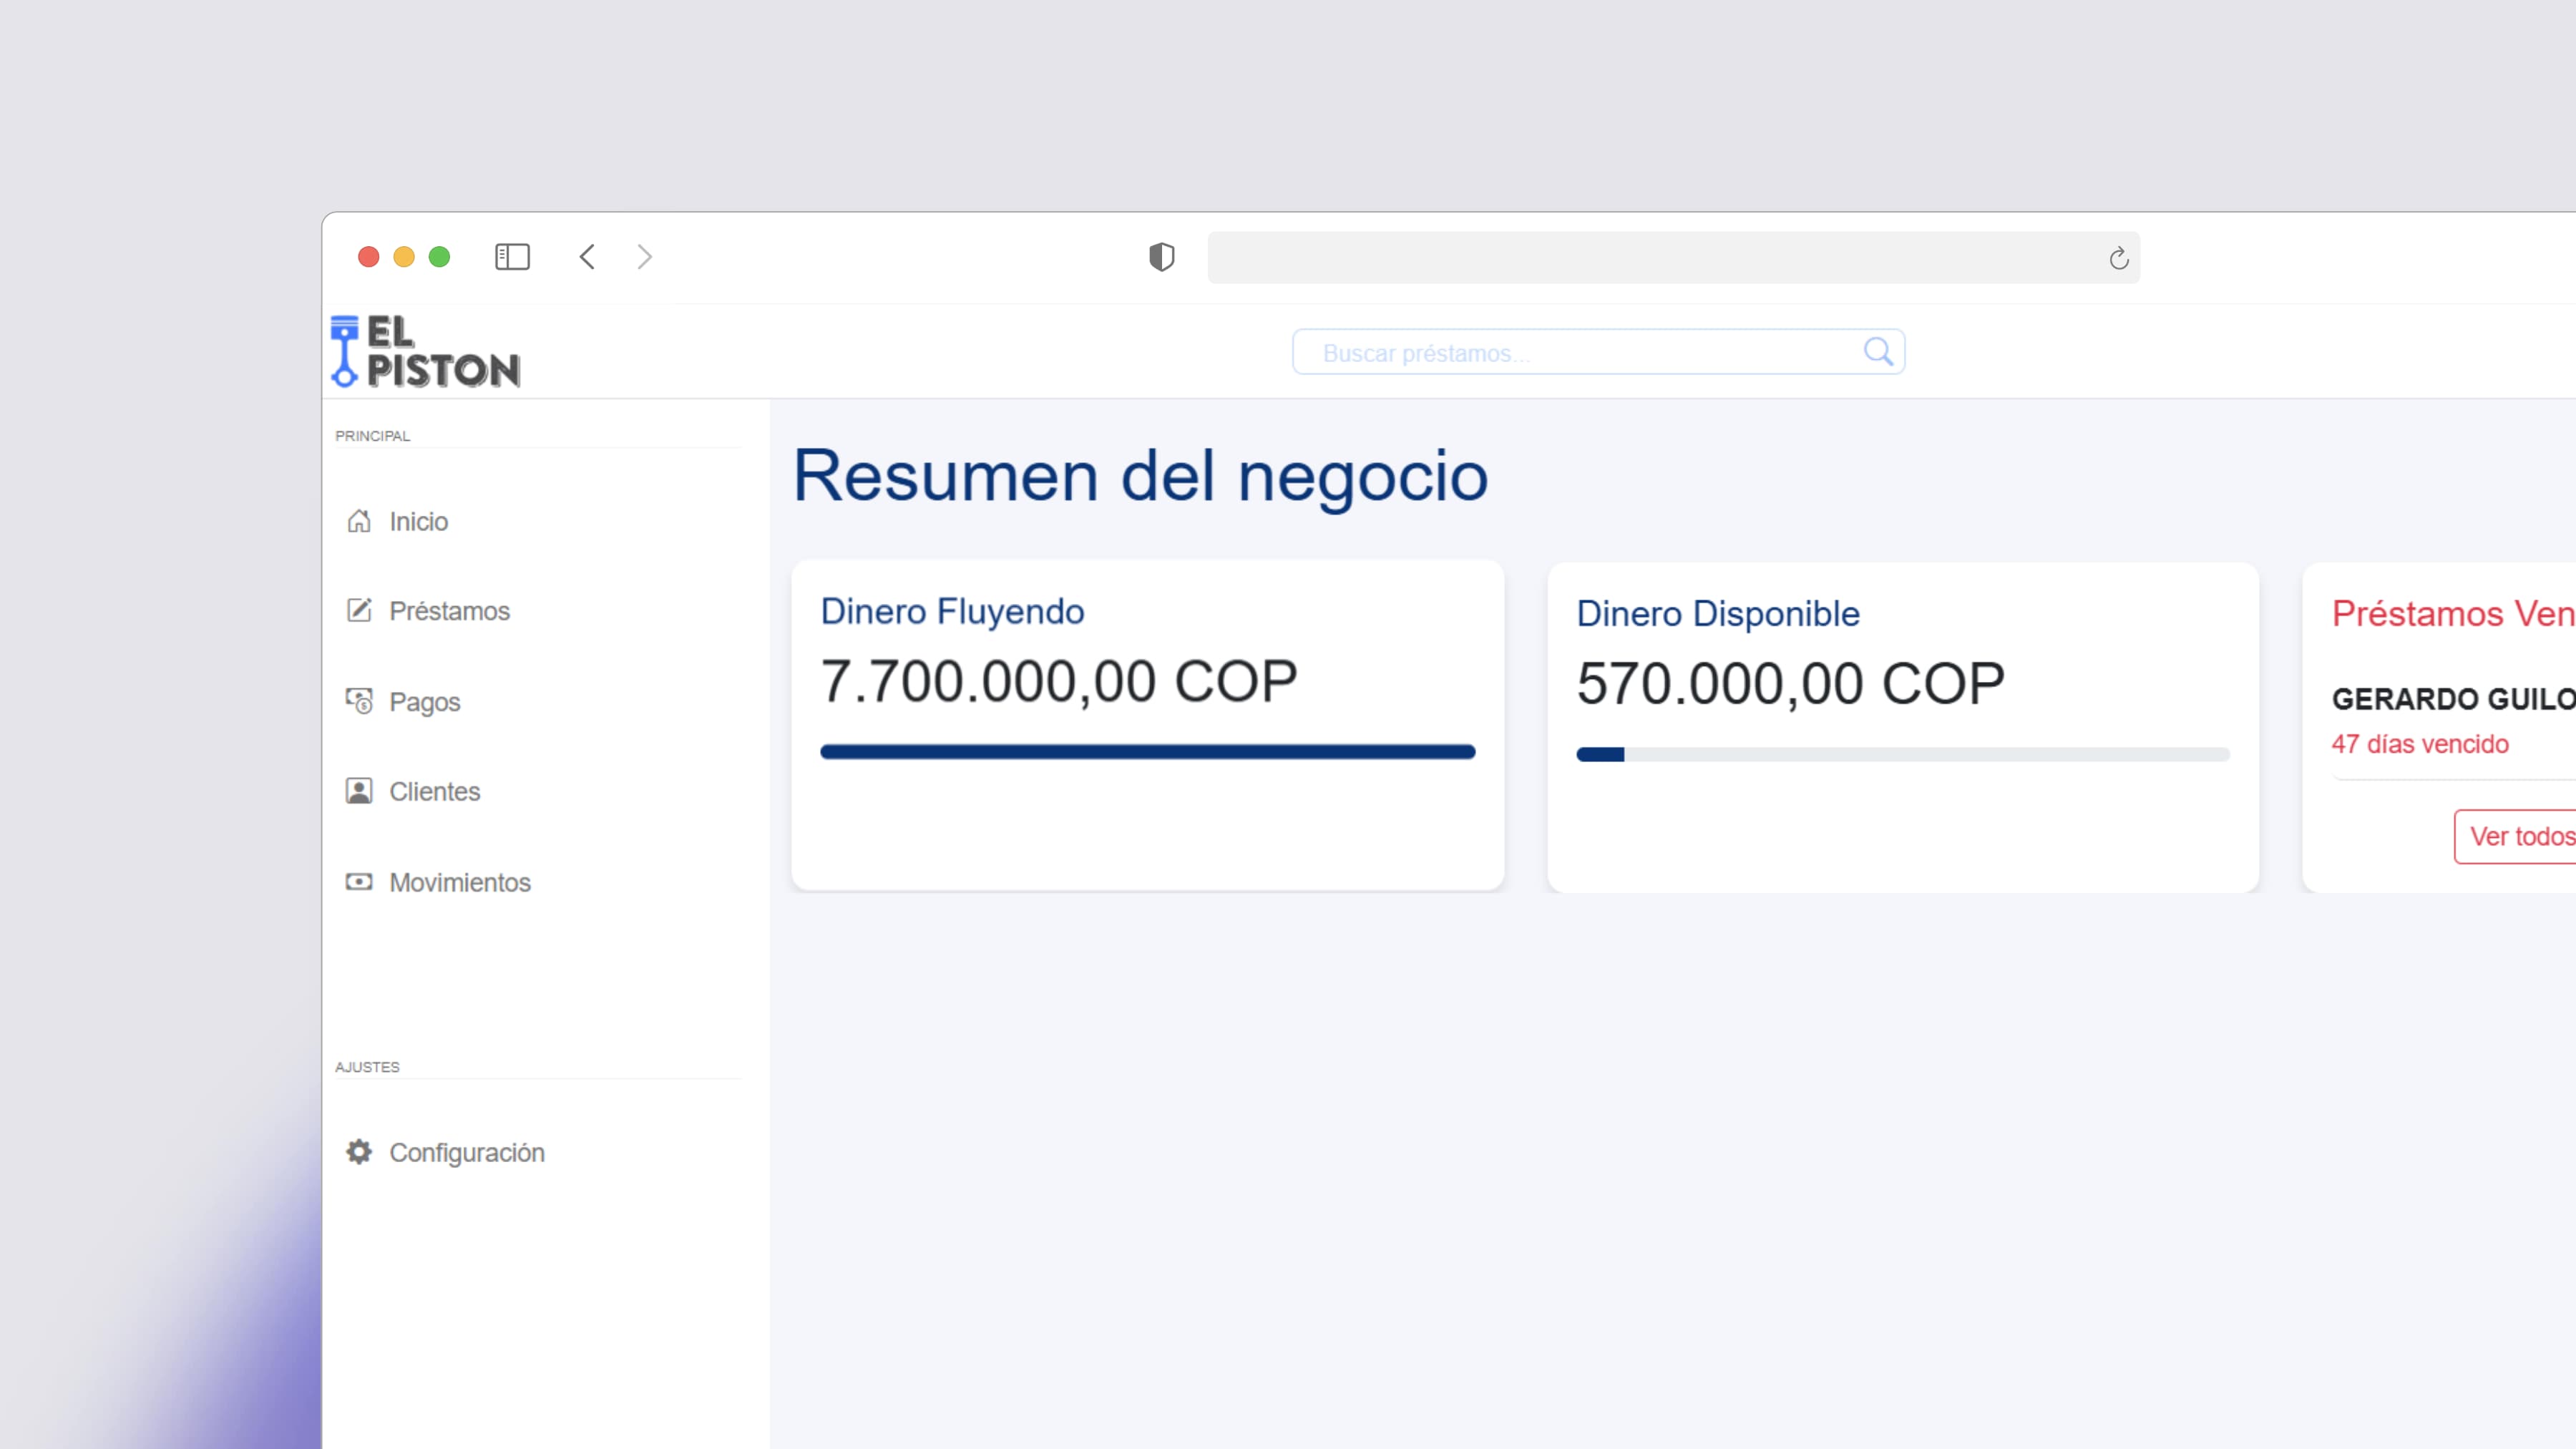 EL
PISTON
Buscar préstamos...
PRINCIPAL
Inicio
Préstamos
Pagos
Clientes
Movimientos
AJUSTES
Configuración
Resumen del negocio
Dinero Fluyendo
7.700.000,00 COP
Dinero Disponible
570.000,00 COP
Préstamos Ven
GERARDO GUILO
47 días vencido
Ver todos